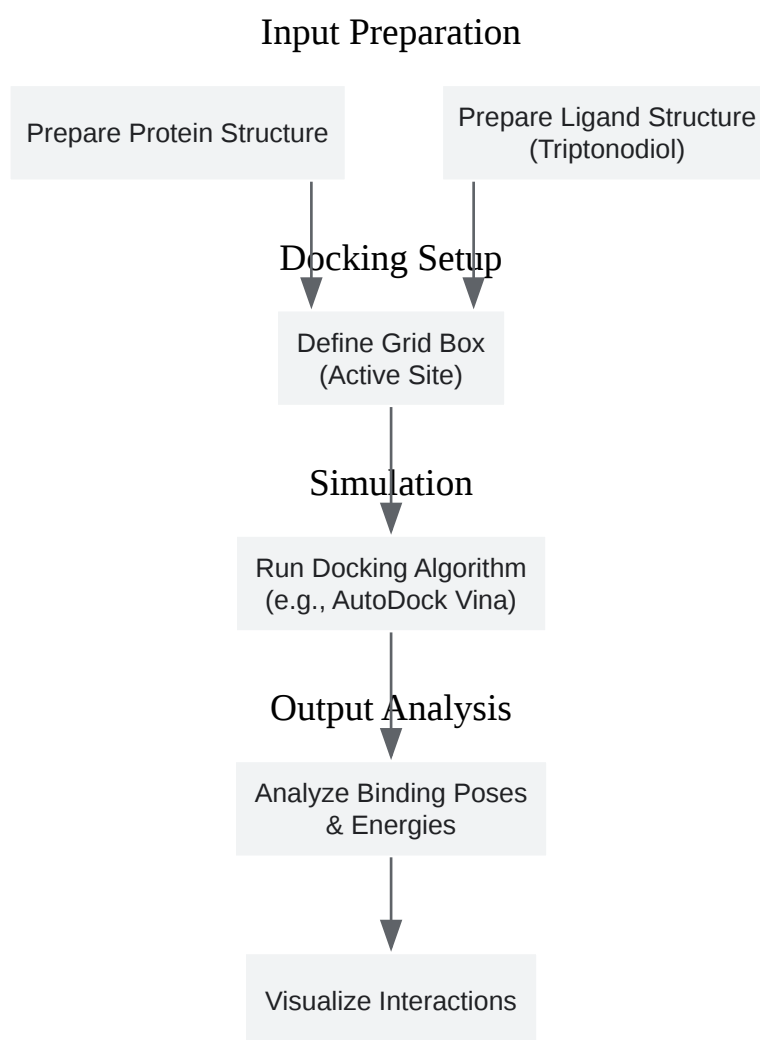 Input Preparation
Prepare Protein Structure
Prepare Ligand Structure
(Triptonodiol)
Docking Setup
Define Grid Box
(Active Site)
Simulation
Run Docking Algorithm
(e.g., AutoDock Vina)
Output Analysis
Analyze Binding Poses
& Energies
Visualize Interactions